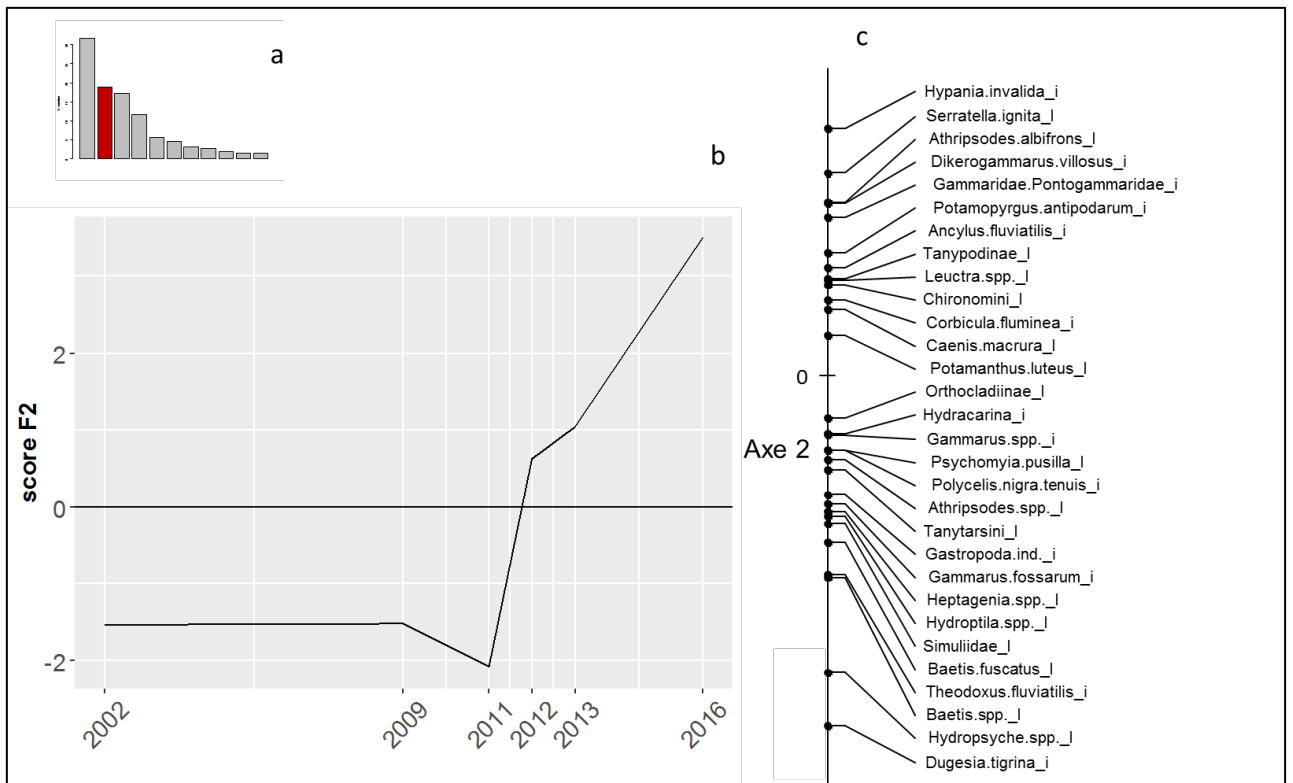 a
b
score F2
2
0
-2
2002
2009
2011
2012
2013
2016
c
0
Axe 2
Hypania.invalida_i
Serratella.ignita_l
Athripsodes.albifrons_l
Dikerogammarus.villosus_i
Gammaridae.Pontogammaridae_i
Potamopyrgus.antipodarum_i
Ancylus.fluviatilis_i
Tanypodinae_l
Leuctra.spp._l
Chironomini_l
Corbicula.fluminea_i
Caenis.macrura_l
Potamanthus.luteus_l
Orthocladiinae_l
Hydracarina_i
Gammarus.spp._i
Psychomyia.pusilla_l
Polycelis.nigra.tenuis_i
Athripsodes.spp._l
Tanytarsini_l
Gastropoda.ind._i
Gammarus.fossarum_i
Heptagenia.spp._l
Hydroptila.spp._l
Simuliidae_l
Baetis.fuscatus_l
Theodoxus.fluviatilis_i
Baetis.spp._l
Hydropsyche.spp._l
Dugesia.tigrina_i